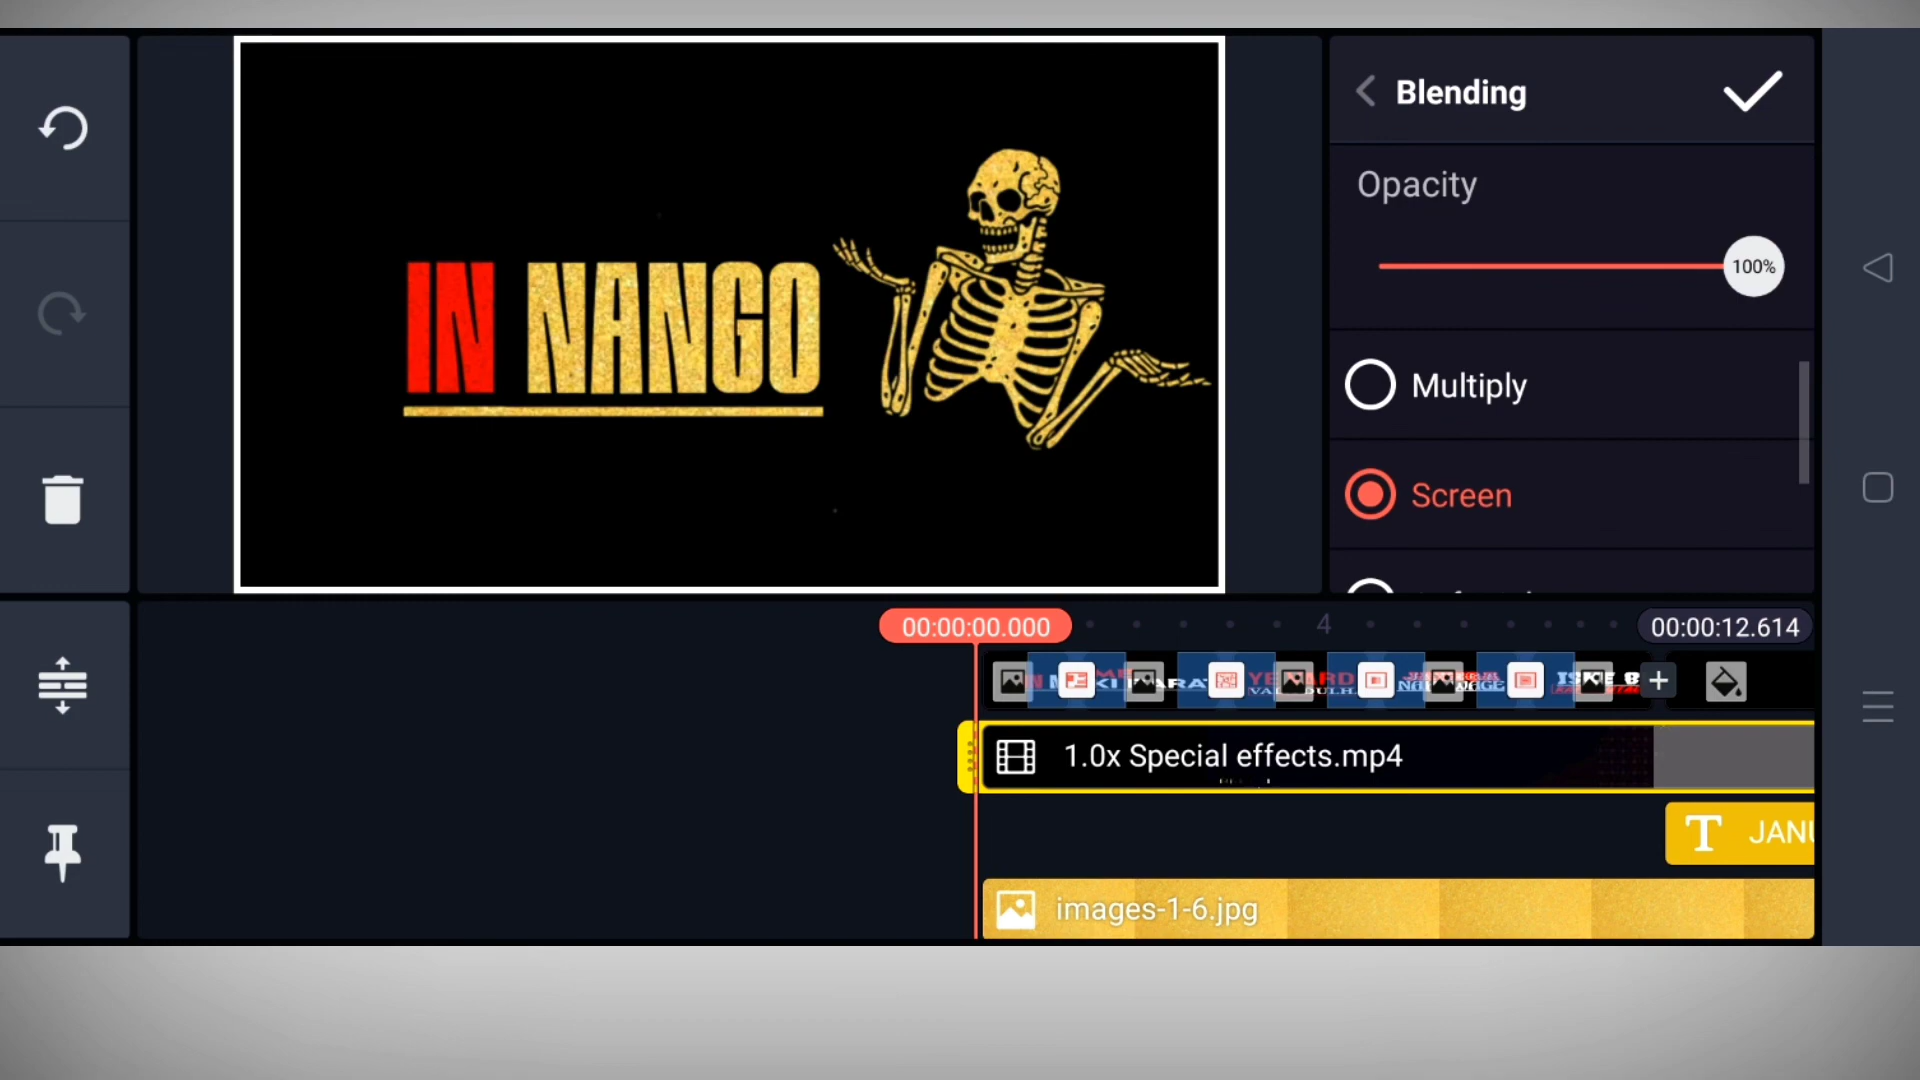 Blending
Opacity
100%
Multiply
Screen
IN NANGO
00:00:00.000
4
00:00:12.614
1.0x Special effects.mp4
T JANU
images-1-6.jpg